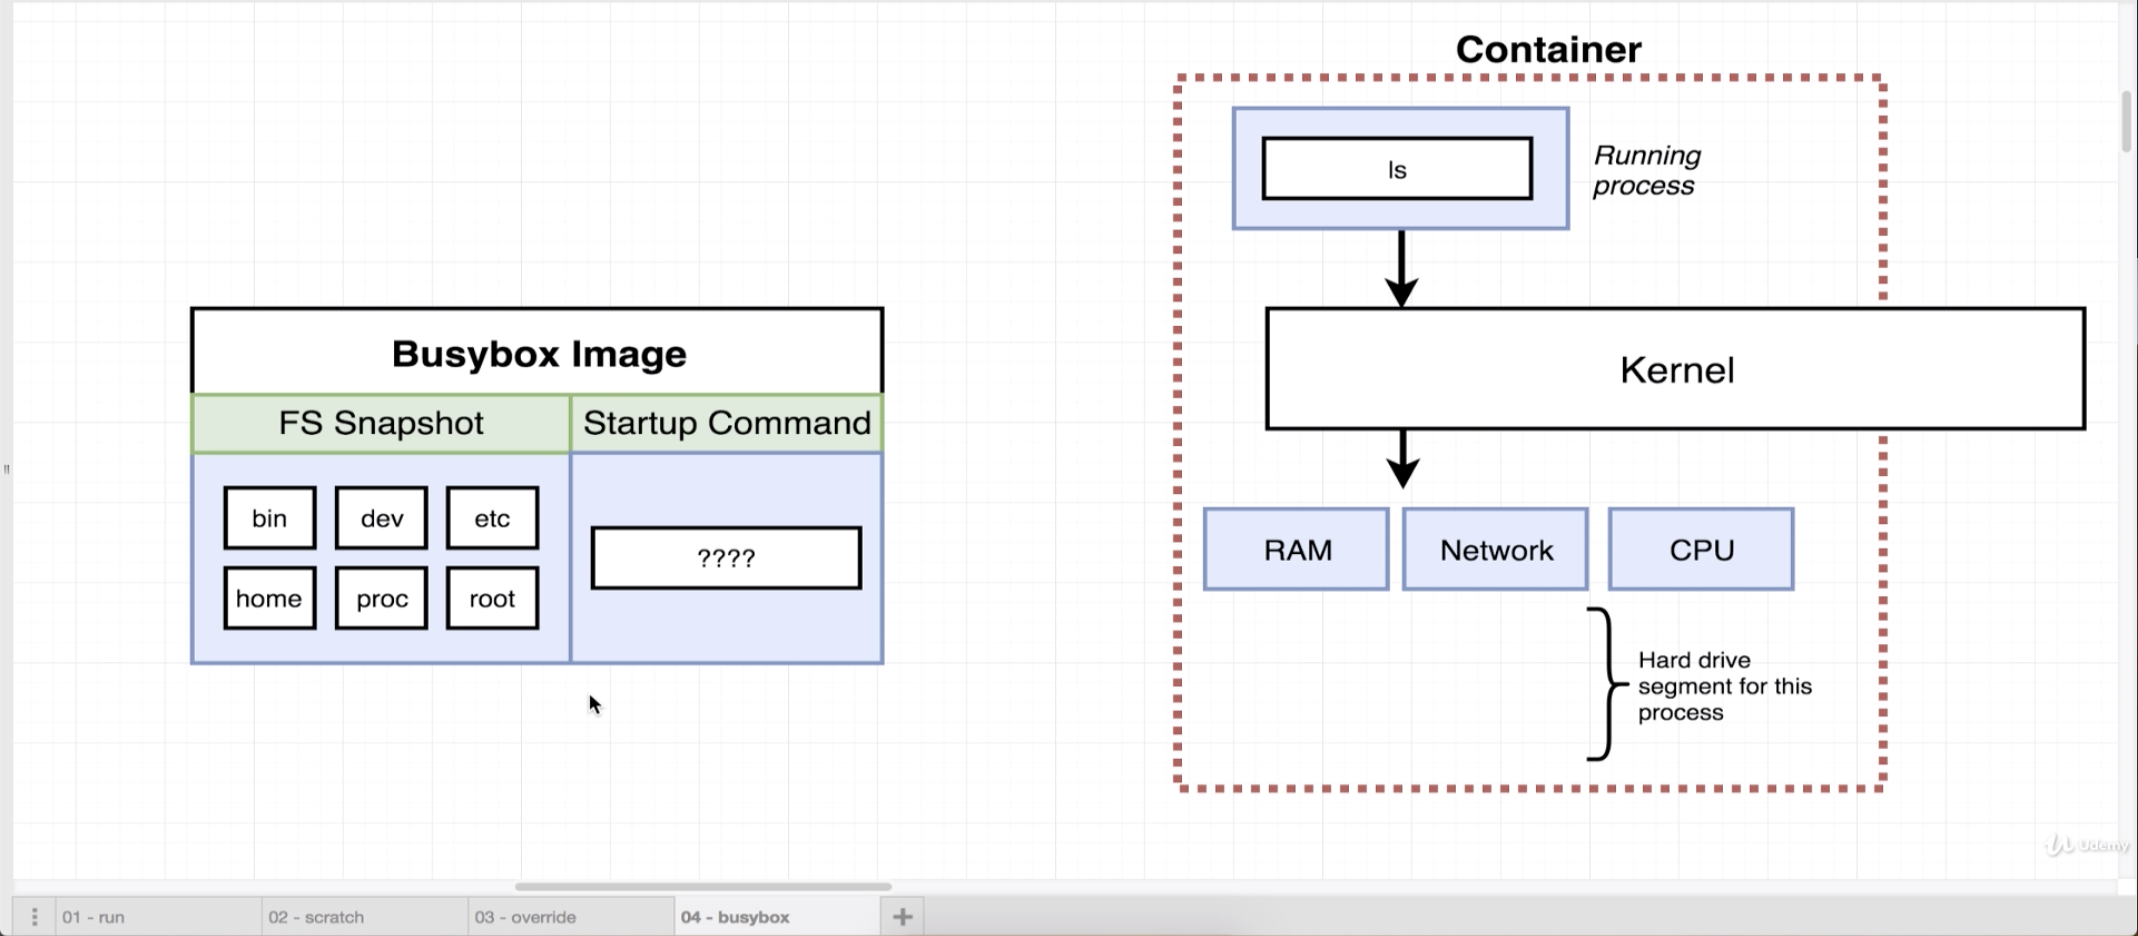 Container
ls
Running
process
Kernel
Busybox Image
FS Snapshot
Startup Command
bin
dev
etc
home
proc
root
????
RAM
Network
CPU
Hard drive
segment for this
process
Udemy
01 - run
02 - scratch
03 - override
04 - busybox